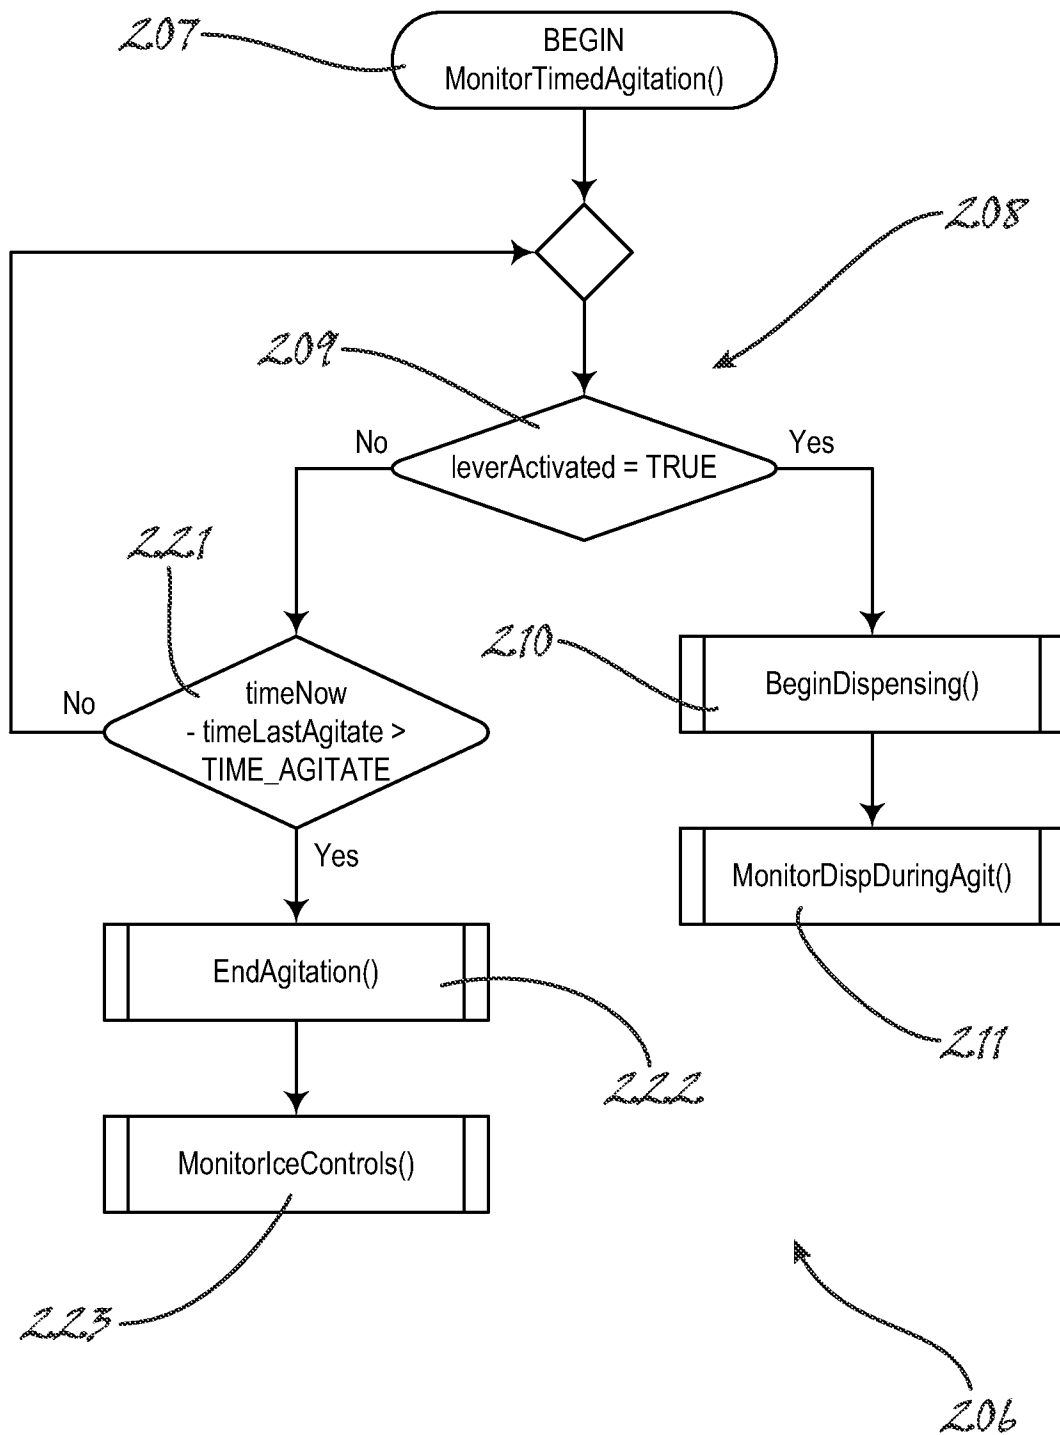 207
BEGIN
MonitorTimedAgitation()
208
209
No
Yes
leverActivated = TRUE
221
210
No
timeNow
- timeLastAgitate >
TIME_AGITATE
BeginDispensing()
Yes
MonitorDispDuringAgit()
EndAgitation()
211
222
MonitorIceControls()
223
206